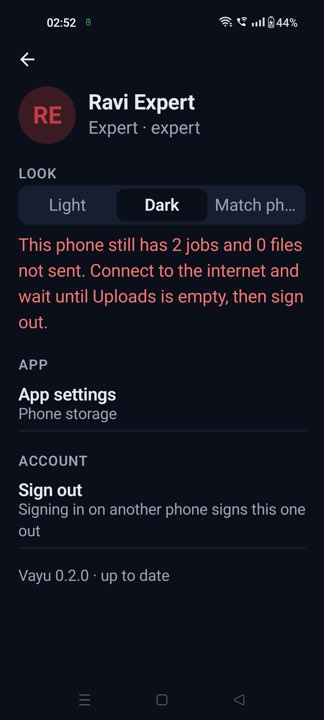 02:52
44%
RE
Ravi Expert
Expert · expert
LOOK
Light
Dark
Match ph...
This phone still has 2 jobs and 0 files
not sent. Connect to the internet and
wait until Uploads is empty, then sign
out.
APP
App settings
Phone storage
ACCOUNT
Sign out
Signing in on another phone signs this one
out
Vayu 0.2.0 · up to date